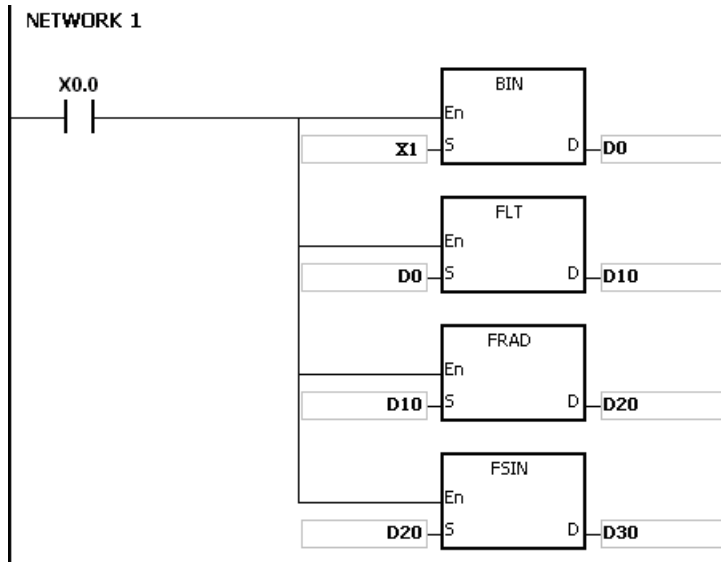 NETWORK 1
X0.0
BIN
En
X1 S D D0
FLT
En
D0 S D D10
FRAD
En
D10 S D D20
FSIN
En
D20 S D D30